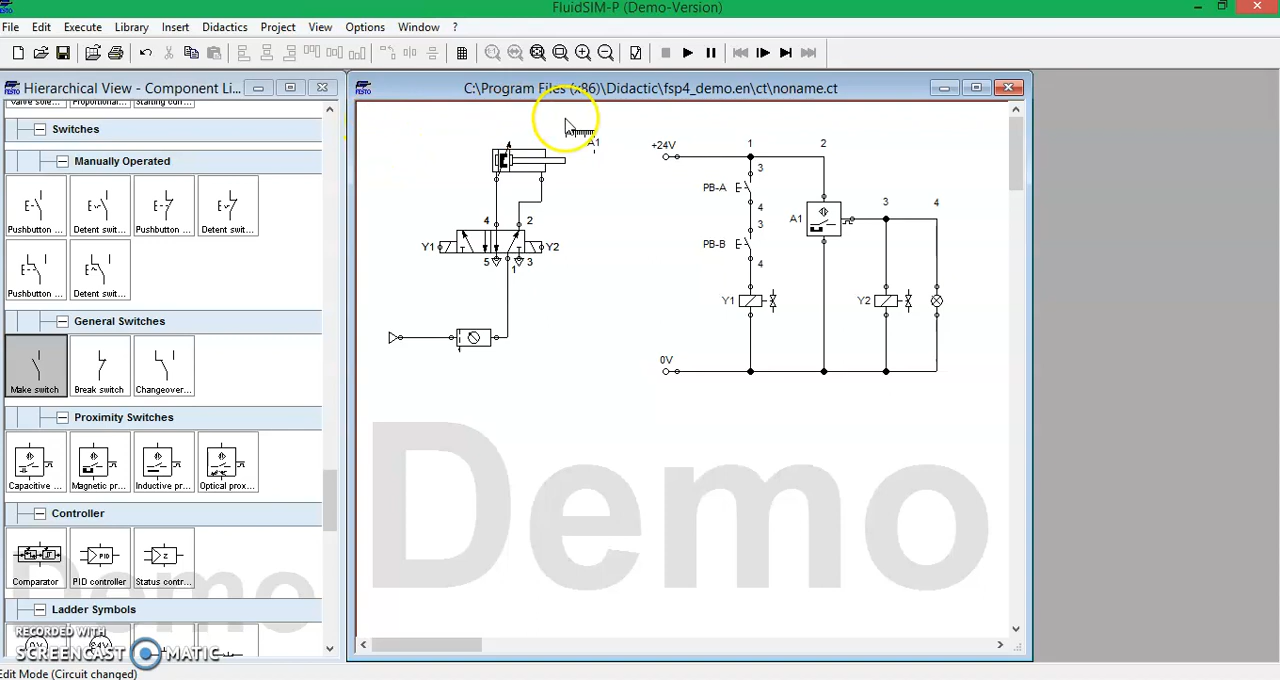 FluidSIM-P (Demo-Version)
File Edit Execute Library Insert Didactics Project View Options Window ?
FESTO Hierarchical View - Component Li...
Switches
Manually Operated
Pushbutton ... Detent swit... Pushbutton ... Detent swit...
Pushbutton ... Detent swit...
General Switches
Make switch Break switch Changeover...
Proximity Switches
Capacitive ... Magnetic pr... Inductive pr... Optical prox...
Controller
Comparator PID controller Status contr...
PID
Ladder Symbols
RECORDED WITH
SCREENCAST MATIC
Edit Mode (Circuit changed)
FESTO C:\Program Files (x86)\Didactic\fsp4_demo.en\ct\noname.ct
A1
4 2
Y1 Y2
5 1 3
+24V 1 2
3
PB-A
4
3
PB-B
4
A1 3 4
Y1 Y2
0V
Demo